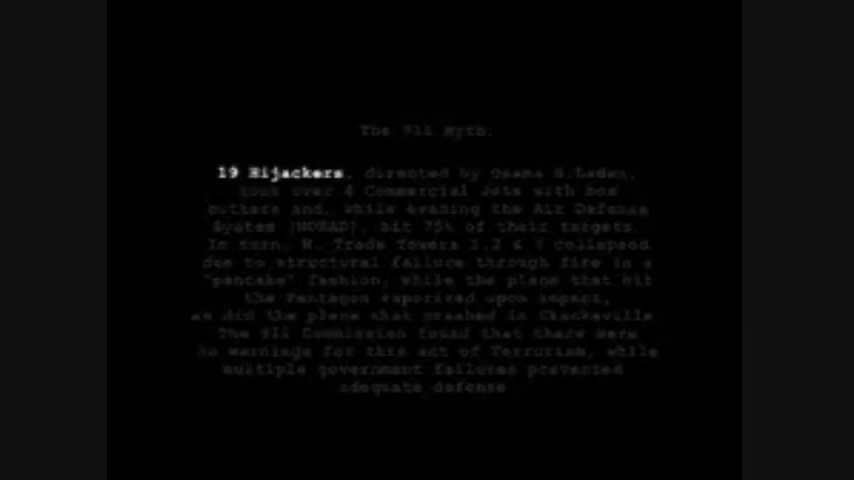 The 911 Myth:
19 Hijackers, directed by Osama B.Laden,
took over 4 Commercial Jets with box
cutters and, while evading the Air Defense
System (NORAD), hit 75% of their targets.
In turn, W. Trade Towers 1,2 & 7 collapsed
due to structural failure through fire in a
"pancake" fashion, while the plane that hit
the Pentagon vaporized upon impact,
as did the plane that crashed in Shanksville.
The 911 Commission found that there were
no warnings for this act of Terrorism, while
multiple government failures prevented
adequate defense